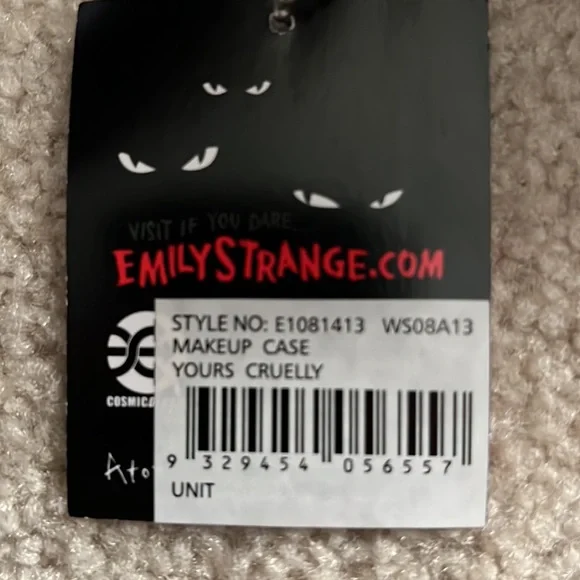 VISIT IF YOU DARE
EMILYSTRANGE.COM
STYLE NO: E1081413 WS08A13
MAKEUP CASE
YOURS CRUELLY
9 329454 056557
UNIT